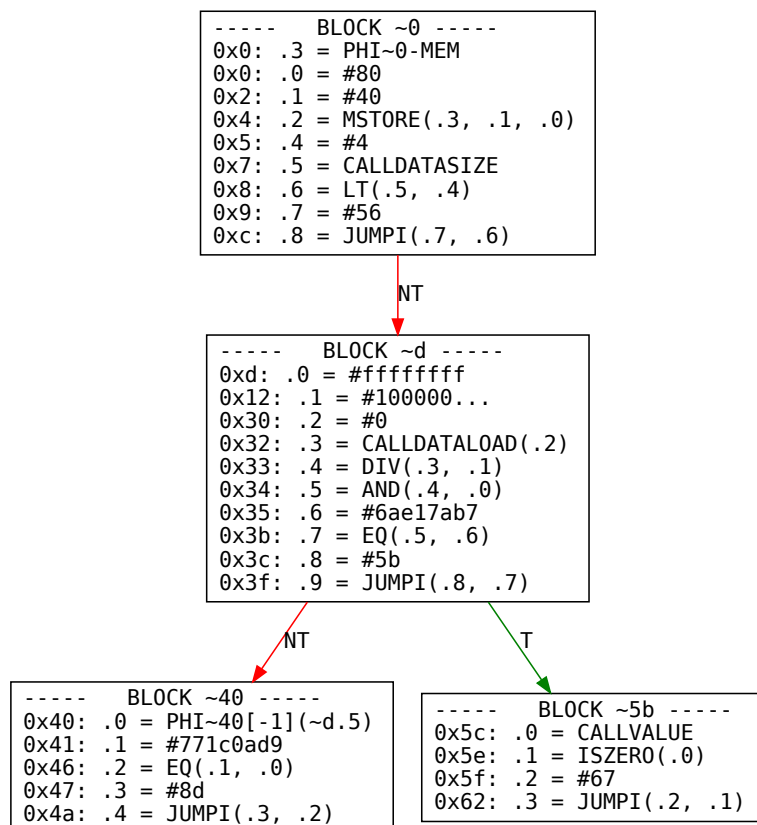 -----   BLOCK ~0 -----
0x0: .3 = PHI~0-MEM
0x0: .0 = #80
0x2: .1 = #40
0x4: .2 = MSTORE(.3, .1, .0)
0x5: .4 = #4
0x7: .5 = CALLDATASIZE
0x8: .6 = LT(.5, .4)
0x9: .7 = #56
0xc: .8 = JUMPI(.7, .6)
NT
-----   BLOCK ~d -----
0xd: .0 = #ffffffff
0x12: .1 = #100000...
0x30: .2 = #0
0x32: .3 = CALLDATALOAD(.2)
0x33: .4 = DIV(.3, .1)
0x34: .5 = AND(.4, .0)
0x35: .6 = #6ae17ab7
0x3b: .7 = EQ(.5, .6)
0x3c: .8 = #5b
0x3f: .9 = JUMPI(.8, .7)
NT
T
-----   BLOCK ~40 -----
0x40: .0 = PHI~40[-1](~d.5)
0x41: .1 = #771c0ad9
0x46: .2 = EQ(.1, .0)
0x47: .3 = #8d
0x4a: .4 = JUMPI(.3, .2)
-----   BLOCK ~5b -----
0x5c: .0 = CALLVALUE
0x5e: .1 = ISZERO(.0)
0x5f: .2 = #67
0x62: .3 = JUMPI(.2, .1)